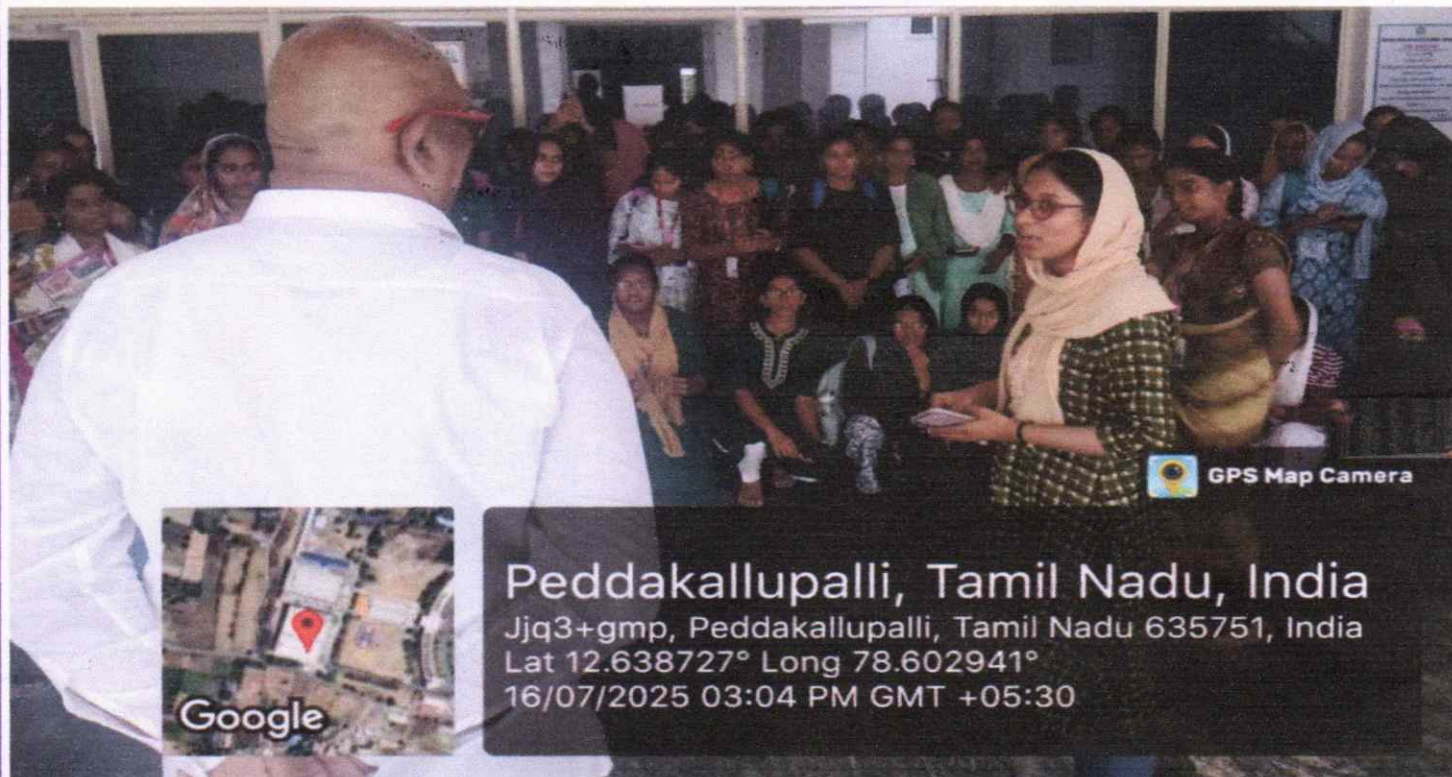 GPS Map Camera
Peddakallupalli, Tamil Nadu, India
Jjq3+gmp, Peddakallupalli, Tamil Nadu 635751, India
Lat 12.638727° Long 78.602941°
16/07/2025 03:04 PM GMT +05:30
Google